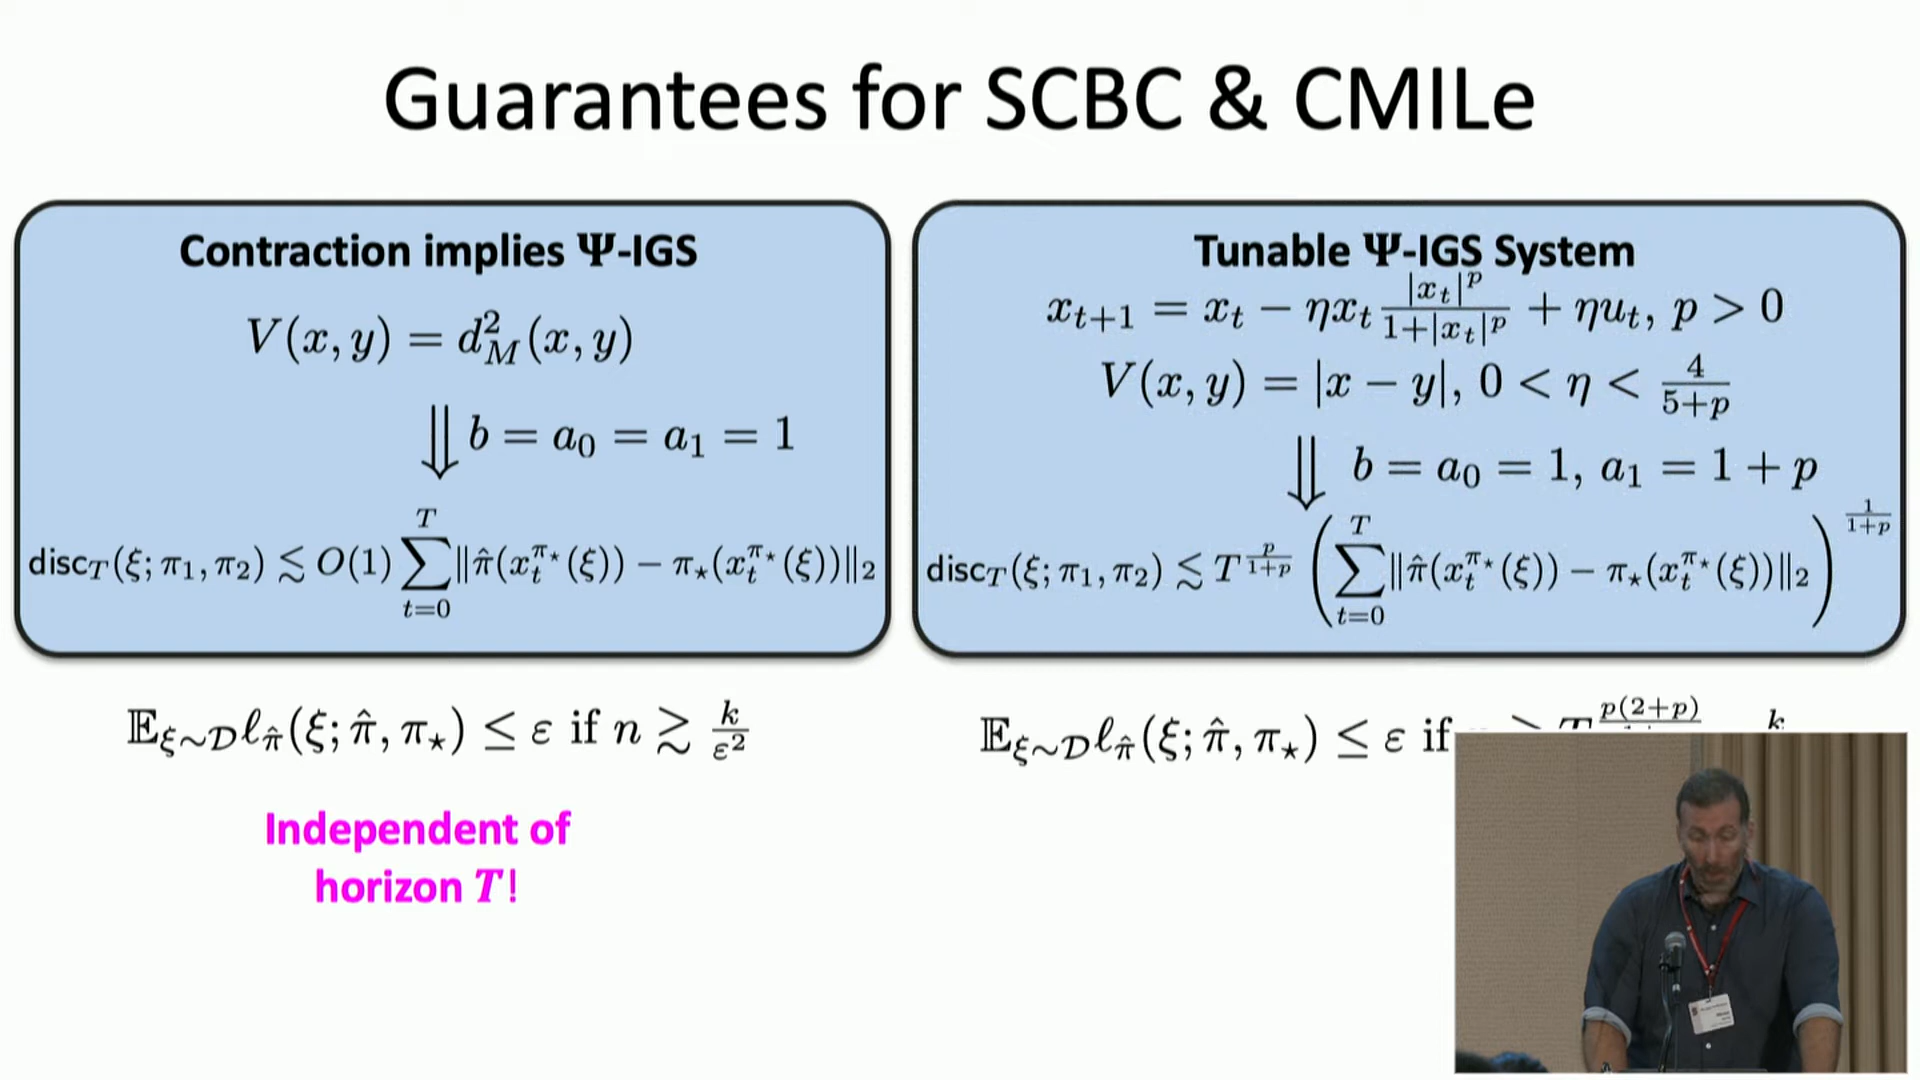 Guarantees for SCBC & CMILe
Contraction implies Ψ-IGS
V(x, y) = d²_M(x, y)
⇓ b = a₀ = a₁ = 1
disc_T(ξ; π₁, π₂) ≲ O(1) ∑_{t=0}^{T} ‖π̂(x_t^{π⋆}(ξ)) − π⋆(x_t^{π⋆}(ξ))‖₂
Tunable Ψ-IGS System
x_{t+1} = x_t − ηx_t |x_t|^p / (1+|x_t|^p) + ηu_t, p > 0
V(x, y) = |x − y|, 0 < η < 4/(5+p)
⇓ b = a₀ = 1, a₁ = 1 + p
disc_T(ξ; π₁, π₂) ≲ T^{p/(1+p)} (∑_{t=0}^{T} ‖π̂(x_t^{π⋆}(ξ)) − π⋆(x_t^{π⋆}(ξ))‖₂)^{1/(1+p)}
𝔼_{ξ∼𝒟} ℓ_π̂(ξ; π̂, π⋆) ≤ ε if n ≳ k/ε²
Independent of
horizon T!
𝔼_{ξ∼𝒟} ℓ_π̂(ξ; π̂, π⋆) ≤ ε if p(2+p) k